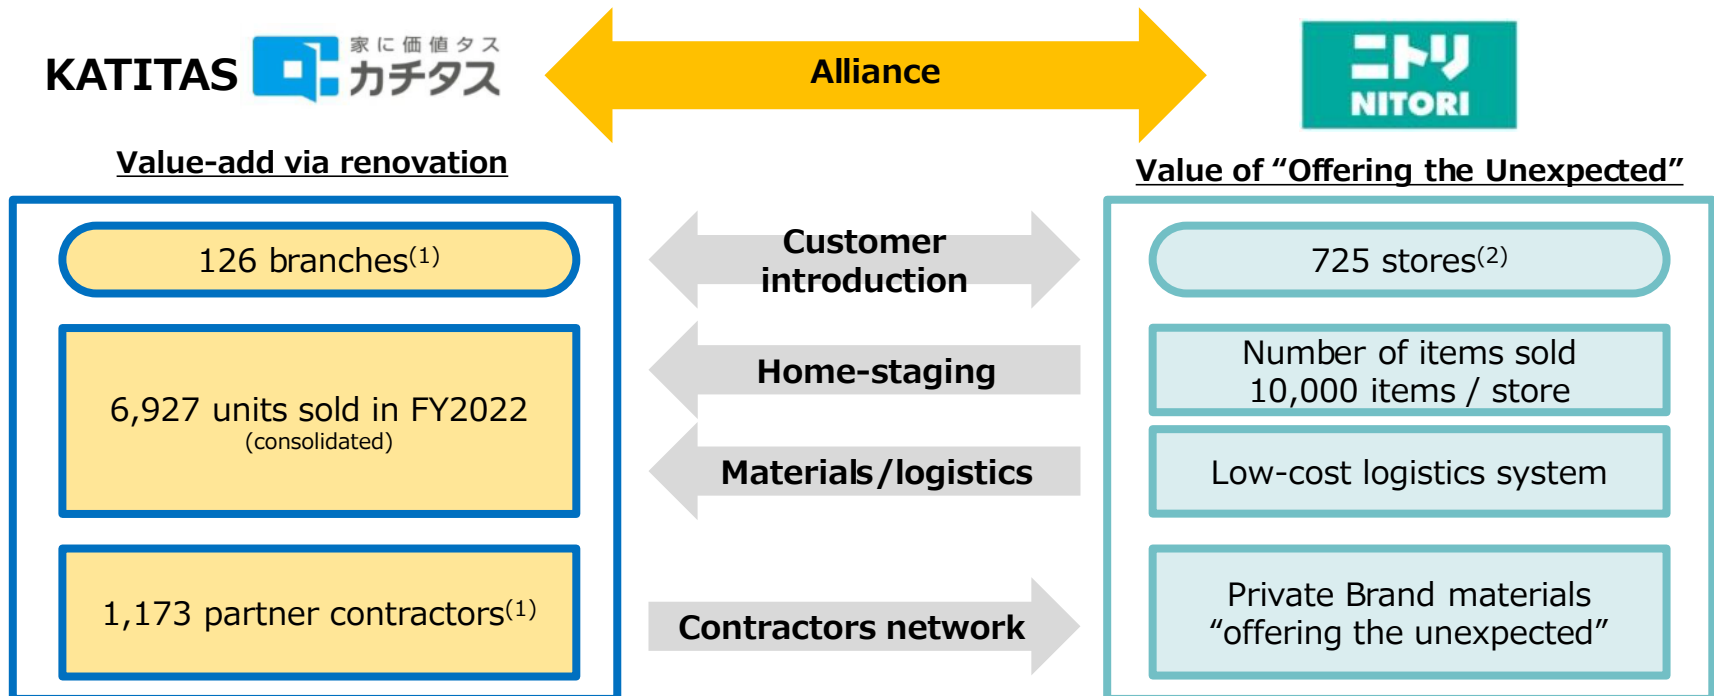 KATITAS
家に価値タス
カチタス
Alliance
ニトリ
NITORI
Value-add via renovation
Value of “Offering the Unexpected”
126 branches(1)
Customer
introduction
725 stores(2)
6,927 units sold in FY2022
(consolidated)
Home-staging
Number of items sold
10,000 items / store
Materials/logistics
Low-cost logistics system
1,173 partner contractors(1)
Contractors network
Private Brand materials
“offering the unexpected”